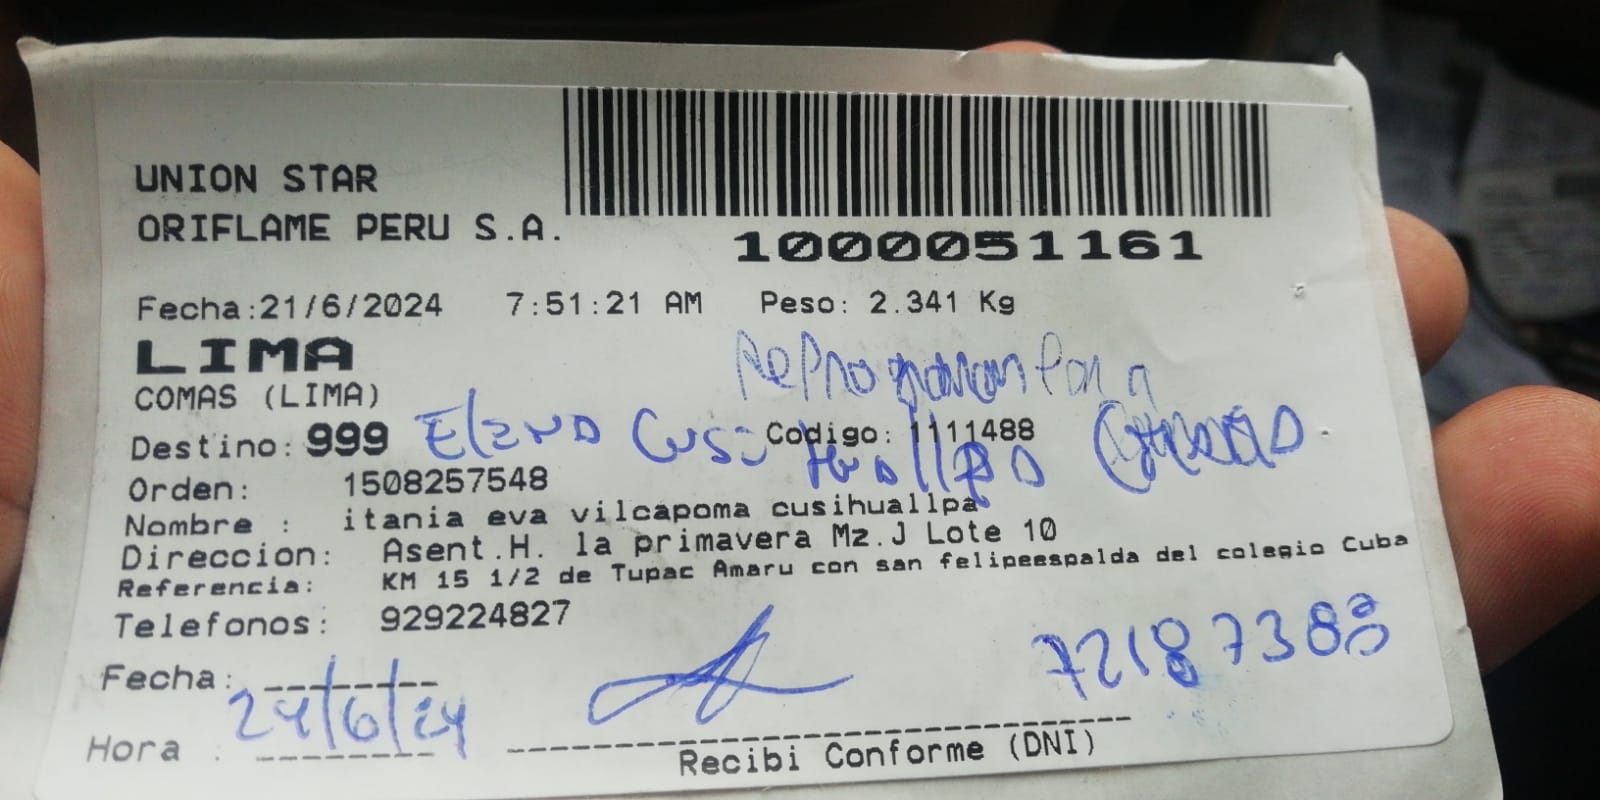 UNION STAR
ORIFLAME PERU S.A.
1000051161
Fecha:21/6/2024 7:51:21 AM Peso: 2.341 Kg
LIMA
COMAS (LIMA)
Destino: 999 Codigo: 1111488
Orden: 1508257548
Nombre : itania eva vilcapoma cusihuallpa
Direccion: Asent.H. la primavera Mz.J Lote 10
Referencia: KM 15 1/2 de Tupac Amaru con san felipeespalda del colegio Cuba
Telefonos: 929224827
72187388
Fecha: 24/6/24
Hora :
Recibi Conforme (DNI)